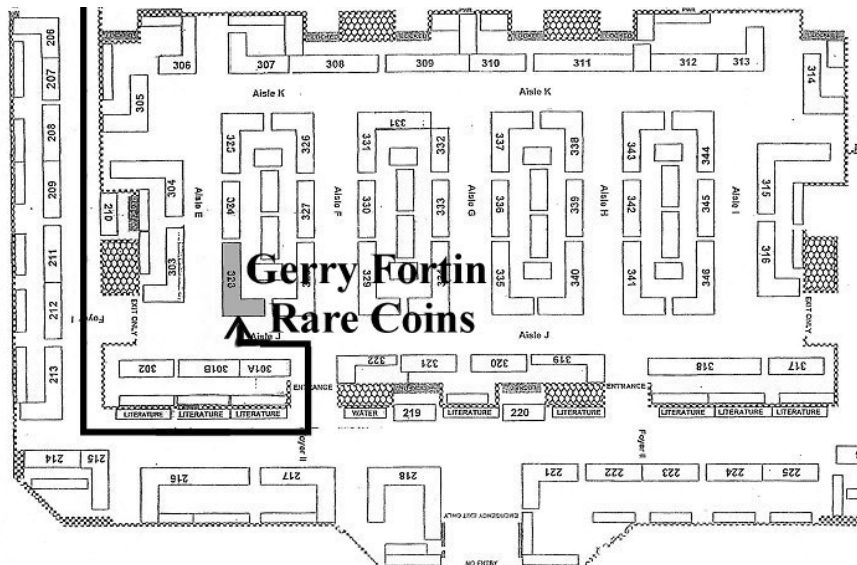 PWR
PWR
206
207
208
209
210
211
212
213
306
307
308
309
310
311
312
313
314
305
304
303
Aisle K
Aisle K
325
326
331
331
332
337
338
343
344
324
327
330
333
336
339
342
345
315
316
Aisle E
Aisle F
Aisle G
Aisle H
Aisle I
323
329
335
340
341
346
Gerry Fortin
Rare Coins
Aisle J
Aisle J
EXIT ONLY
EXIT ONLY
302
301B
301A
322
321
320
319
318
317
ENTRANCE
ENTRANCE
LITERATURE
LITERATURE
LITERATURE
WATER
219
LITERATURE
220
LITERATURE
LITERATURE
LITERATURE
LITERATURE
Foyer II
Foyer II
214
215
216
217
218
221
222
223
224
225
EMERGENCY EXIT ONLY
NO ENTRY